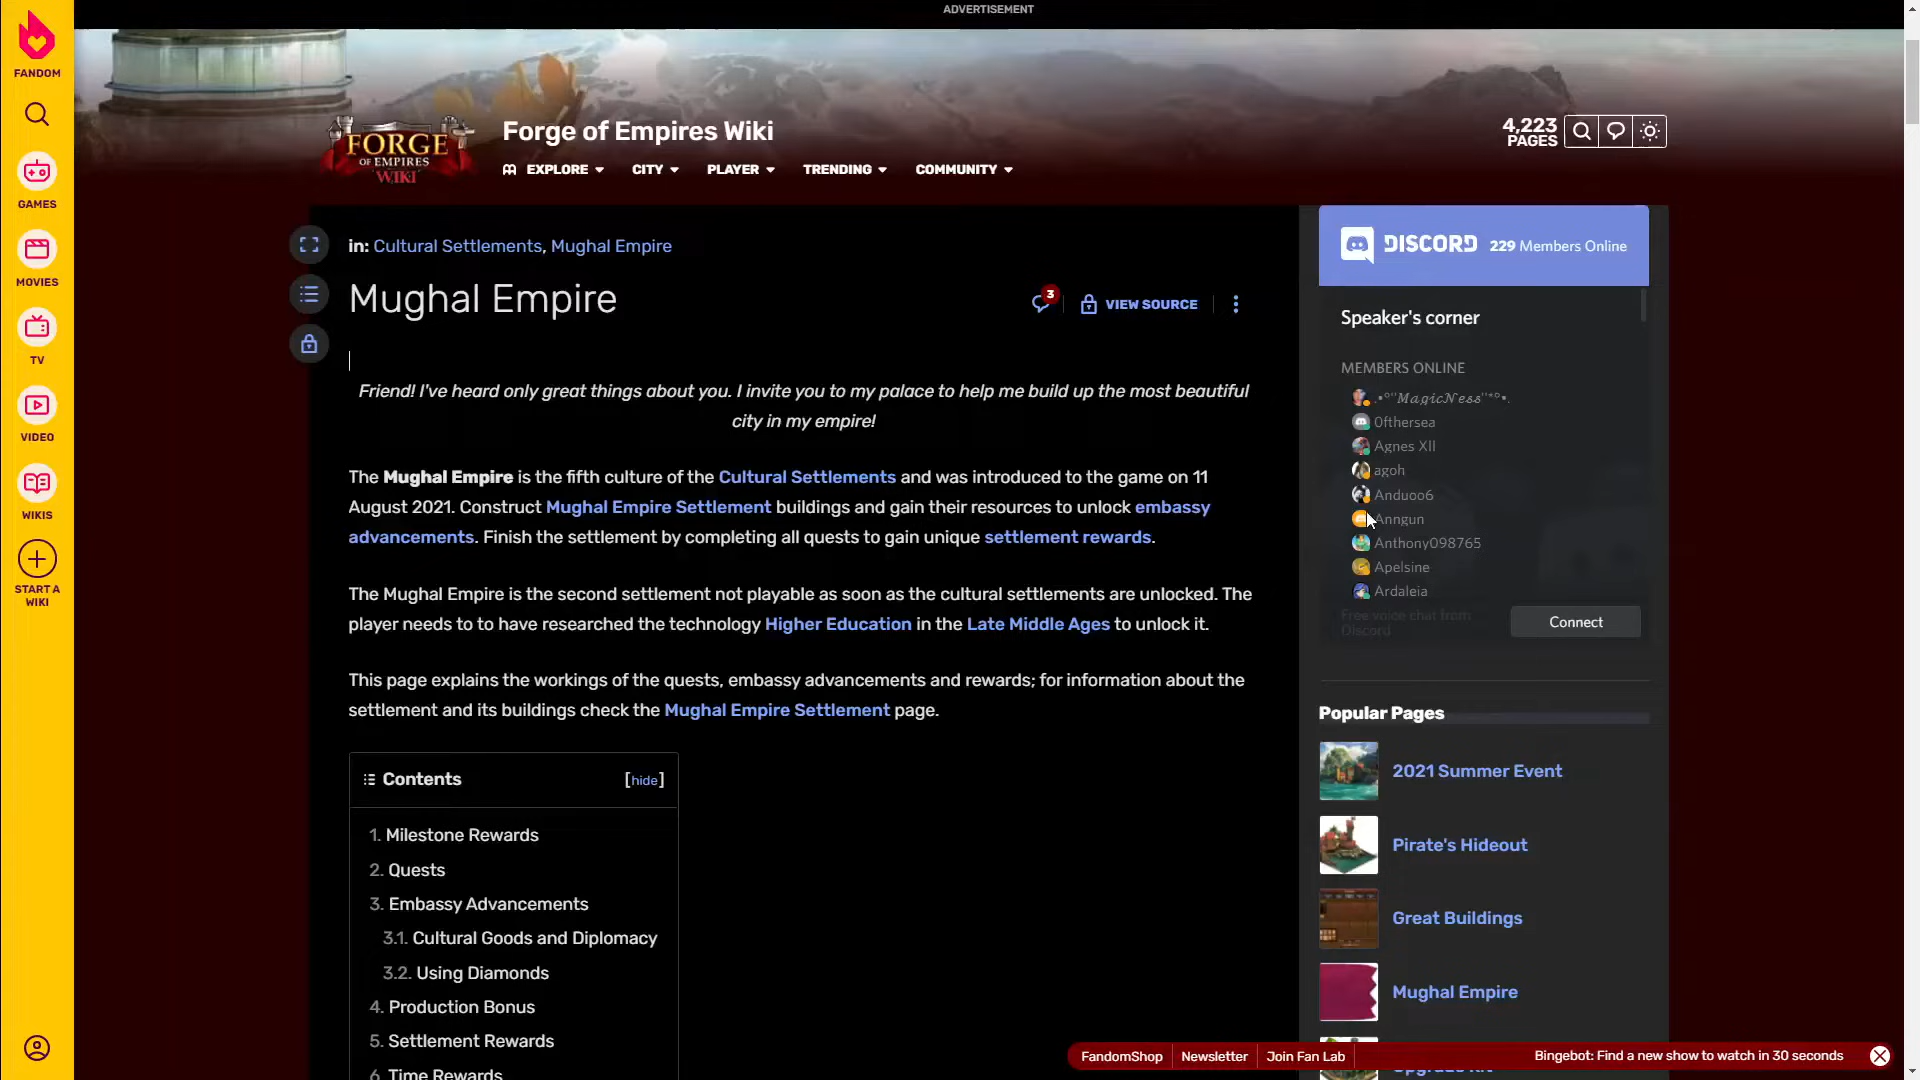 ADVERTISEMENT
FANDOM
GAMES
MOVIES
TV
VIDEO
WIKIS
START A
WIKI
FORGE
OF EMPIRES
WIKI
Forge of Empires Wiki
EXPLORE CITY PLAYER TRENDING COMMUNITY
4,223
PAGES
in: Cultural Settlements, Mughal Empire
Mughal Empire
3
VIEW SOURCE
Friend! I've heard only great things about you. I invite you to my palace to help me build up the most beautiful
city in my empire!
The Mughal Empire is the fifth culture of the Cultural Settlements and was introduced to the game on 11
August 2021. Construct Mughal Empire Settlement buildings and gain their resources to unlock embassy
advancements. Finish the settlement by completing all quests to gain unique settlement rewards.
The Mughal Empire is the second settlement not playable as soon as the cultural settlements are unlocked. The
player needs to to have researched the technology Higher Education in the Late Middle Ages to unlock it.
This page explains the workings of the quests, embassy advancements and rewards; for information about the
settlement and its buildings check the Mughal Empire Settlement page.
Contents [hide]
1. Milestone Rewards
2. Quests
3. Embassy Advancements
3.1. Cultural Goods and Diplomacy
3.2. Using Diamonds
4. Production Bonus
5. Settlement Rewards
6. Time Rewards
DISCORD 229 Members Online
Speaker's corner
MEMBERS ONLINE
.•°"𝓜𝓪𝓰𝓲𝓬𝓝𝓮𝓼𝓼"*°•.
0fthersea
Agnes XII
agoh
Anduoo6
Anngun
Anthony098765
Apelsine
Ardaleia
Free voice chat from
Discord
Connect
Popular Pages
2021 Summer Event
Pirate's Hideout
Great Buildings
Mughal Empire
Upgrade Kit
FandomShop Newsletter Join Fan Lab Bingebot: Find a new show to watch in 30 seconds